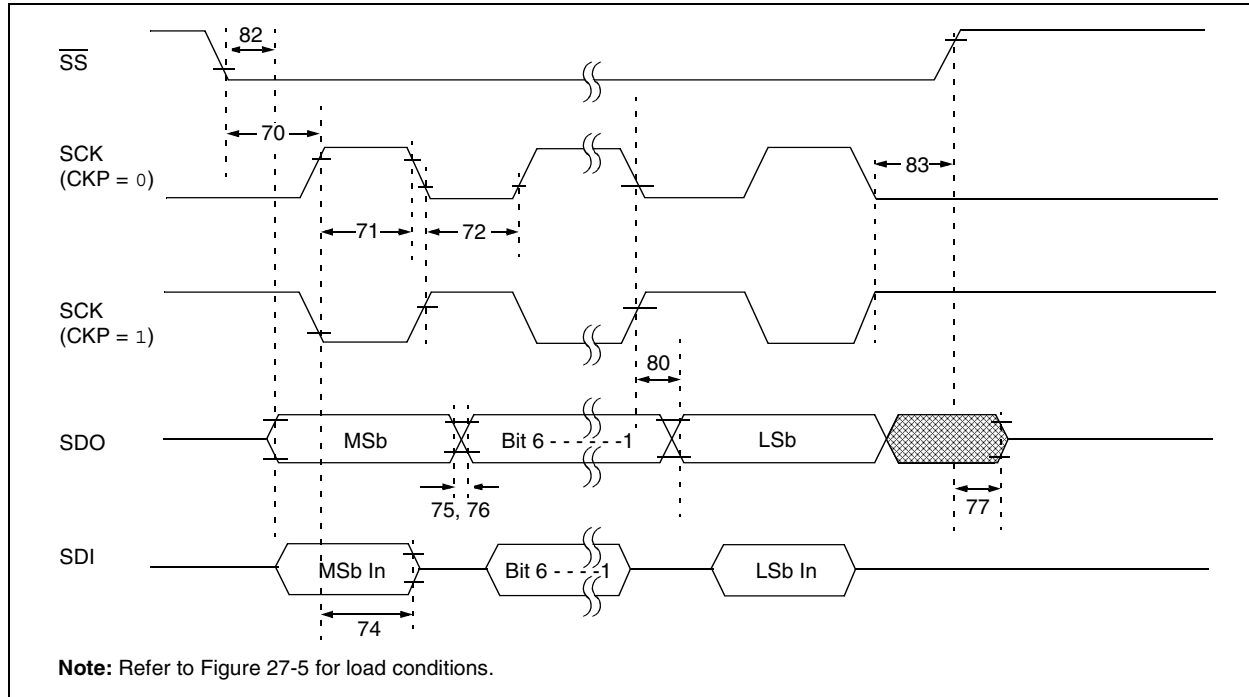 82
SS
70
SCK
(CKP = 0)
83
71
72
SCK
(CKP = 1)
80
SDO
MSb
Bit 6 - - - - - -1
LSb
75, 76
77
SDI
MSb In
Bit 6 - - - -1
LSb In
74
Note: Refer to Figure 27-5 for load conditions.